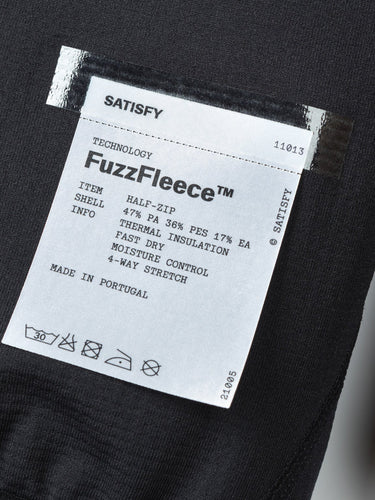 SATISFY
11013
TECHNOLOGY
FuzzFleece™
ITEM HALF-ZIP
SHELL 47% PA 36% PES 17% EA
INFO THERMAL INSULATION
FAST DRY
MOISTURE CONTROL
4-WAY STRETCH
MADE IN PORTUGAL
© SATISFY
30
21005